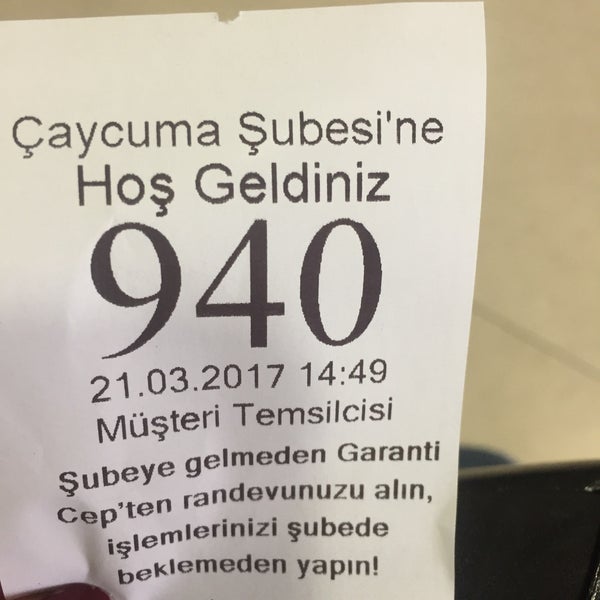 Çaycuma Şubesi'ne
Hoş Geldiniz
940
21.03.2017 14:49
Müşteri Temsilcisi
Şubeye gelmeden Garanti
Cep'ten randevunuzu alın,
işlemlerinizi şubede
beklemeden yapın!